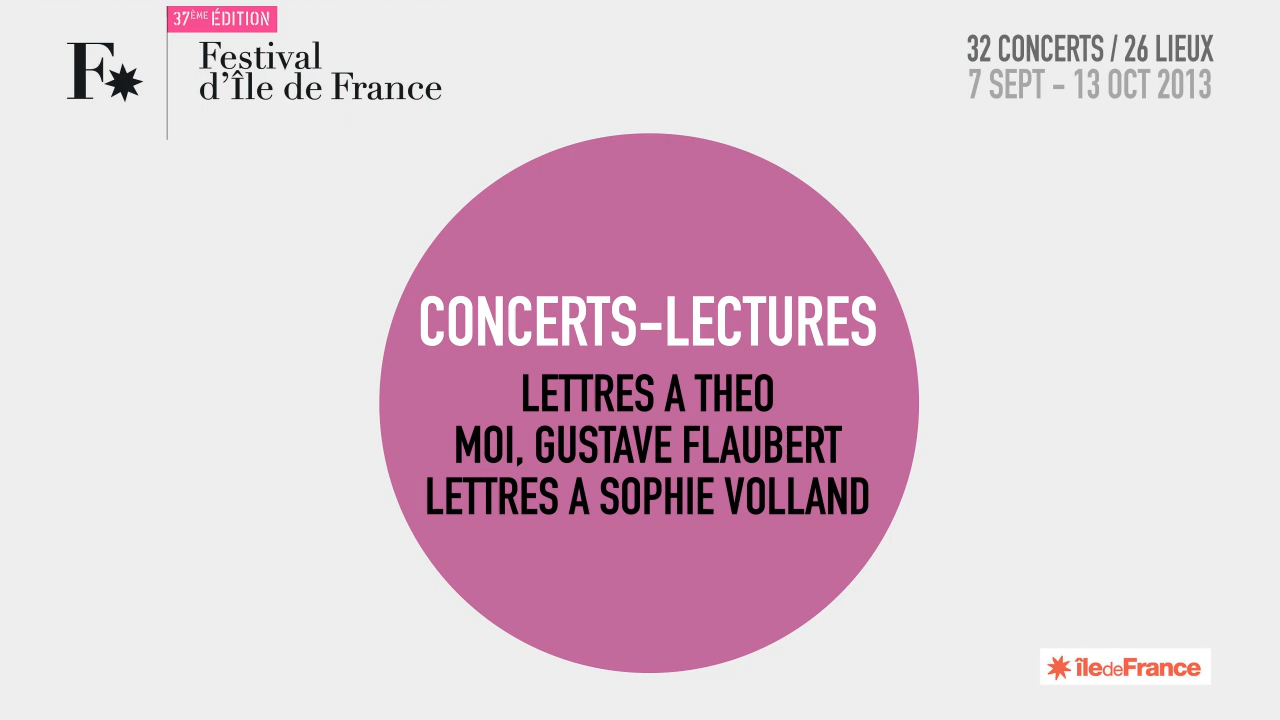 37ÈME ÉDITION
F
Festival
d'Île de France
32 CONCERTS / 26 LIEUX
7 SEPT - 13 OCT 2013
CONCERTS-LECTURES
LETTRES A THEO
MOI, GUSTAVE FLAUBERT
LETTRES A SOPHIE VOLLAND
îledeFrance